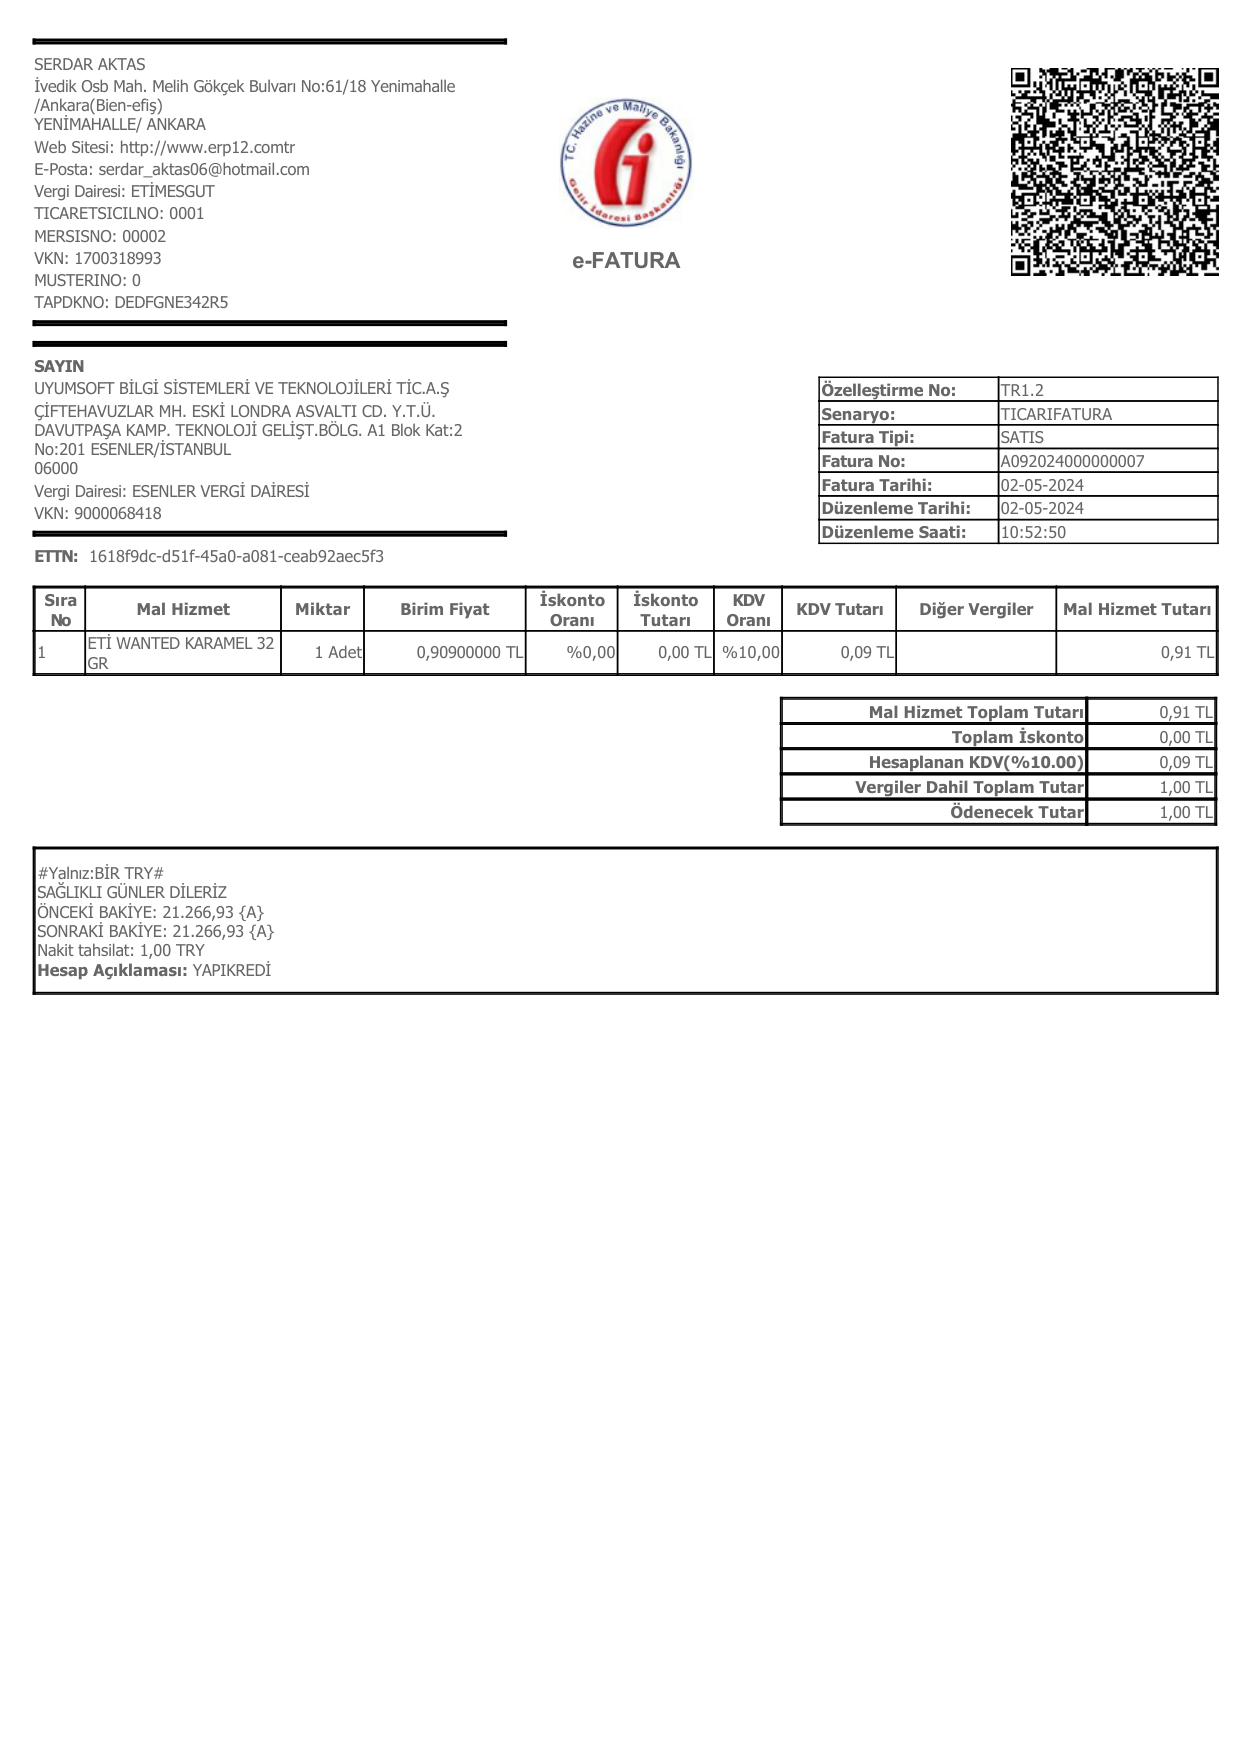 SERDAR AKTAS
İvedik Osb Mah. Melih Gökçek Bulvarı No:61/18 Yenimahalle
/Ankara(Bien-efiş)
YENİMAHALLE/ ANKARA
Web Sitesi: http://www.erp12.comtr
E-Posta: serdar_aktas06@hotmail.com
Vergi Dairesi: ETİMESGUT
TICARETSICILNO: 0001
MERSISNO: 00002
VKN: 1700318993
MUSTERINO: 0
TAPDKNO: DEDFGNE342R5
T.C. Hazine ve Maliye Bakanlığı
Gelir İdaresi Başkanlığı
e-FATURA
SAYIN
UYUMSOFT BİLGİ SİSTEMLERİ VE TEKNOLOJİLERİ TİC.A.Ş
ÇİFTEHAVUZLAR MH. ESKİ LONDRA ASVALTI CD. Y.T.Ü.
DAVUTPAŞA KAMP. TEKNOLOJİ GELİŞT.BÖLG. A1 Blok Kat:2
No:201 ESENLER/İSTANBUL
06000
Vergi Dairesi: ESENLER VERGİ DAİRESİ
VKN: 9000068418
Özelleştirme No: TR1.2
Senaryo: TICARIFATURA
Fatura Tipi: SATIS
Fatura No: A092024000000007
Fatura Tarihi: 02-05-2024
Düzenleme Tarihi: 02-05-2024
Düzenleme Saati: 10:52:50
ETTN: 1618f9dc-d51f-45a0-a081-ceab92aec5f3
Sıra No Mal Hizmet Miktar Birim Fiyat İskonto Oranı İskonto Tutarı KDV Oranı KDV Tutarı Diğer Vergiler Mal Hizmet Tutarı
1 ETİ WANTED KARAMEL 32 GR 1 Adet 0,90900000 TL %0,00 0,00 TL %10,00 0,09 TL 0,91 TL
Mal Hizmet Toplam Tutarı 0,91 TL
Toplam İskonto 0,00 TL
Hesaplanan KDV(%10.00) 0,09 TL
Vergiler Dahil Toplam Tutar 1,00 TL
Ödenecek Tutar 1,00 TL
#Yalnız:BİR TRY#
SAĞLIKLI GÜNLER DİLERİZ
ÖNCEKİ BAKİYE: 21.266,93 {A}
SONRAKİ BAKİYE: 21.266,93 {A}
Nakit tahsilat: 1,00 TRY
Hesap Açıklaması: YAPIKREDİ